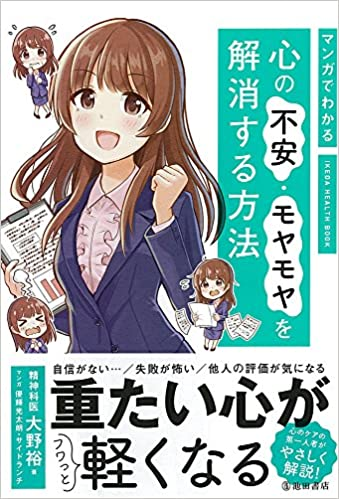 マンガでわかる
IKEDA HEALTH BOOK
心の不安・モヤモヤを
解消する方法
自信がない…／失敗が怖い／他人の評価が気になる
重たい心が
フワっと
軽くなる
心のケアの
第一人者が
やさしく
解説!
精神科医 大野裕・著
マンガ 優輝光太朗・サイドランチ
池田書店